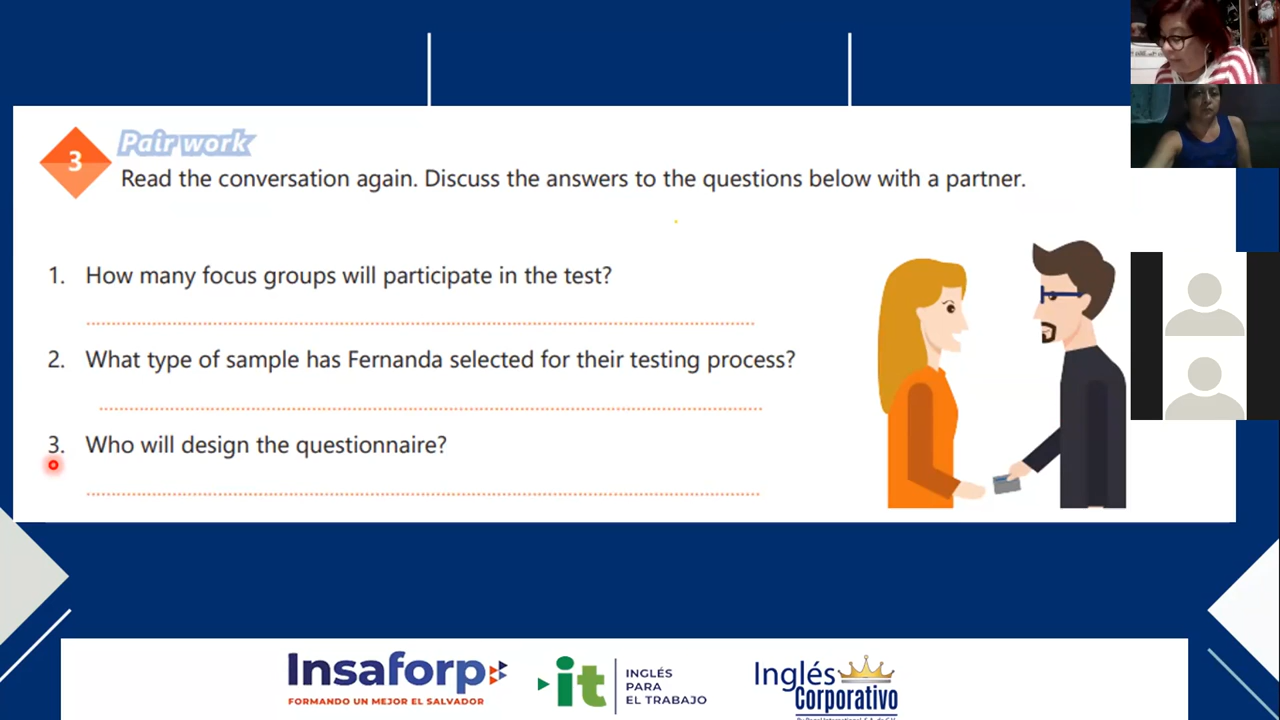 3
Pair work
Read the conversation again. Discuss the answers to the questions below with a partner.
1. How many focus groups will participate in the test?
2. What type of sample has Fernanda selected for their testing process?
3. Who will design the questionnaire?
Insaforp
FORMANDO UN MEJOR EL SALVADOR
it
INGLÉS
PARA
EL TRABAJO
Inglés
Corporativo